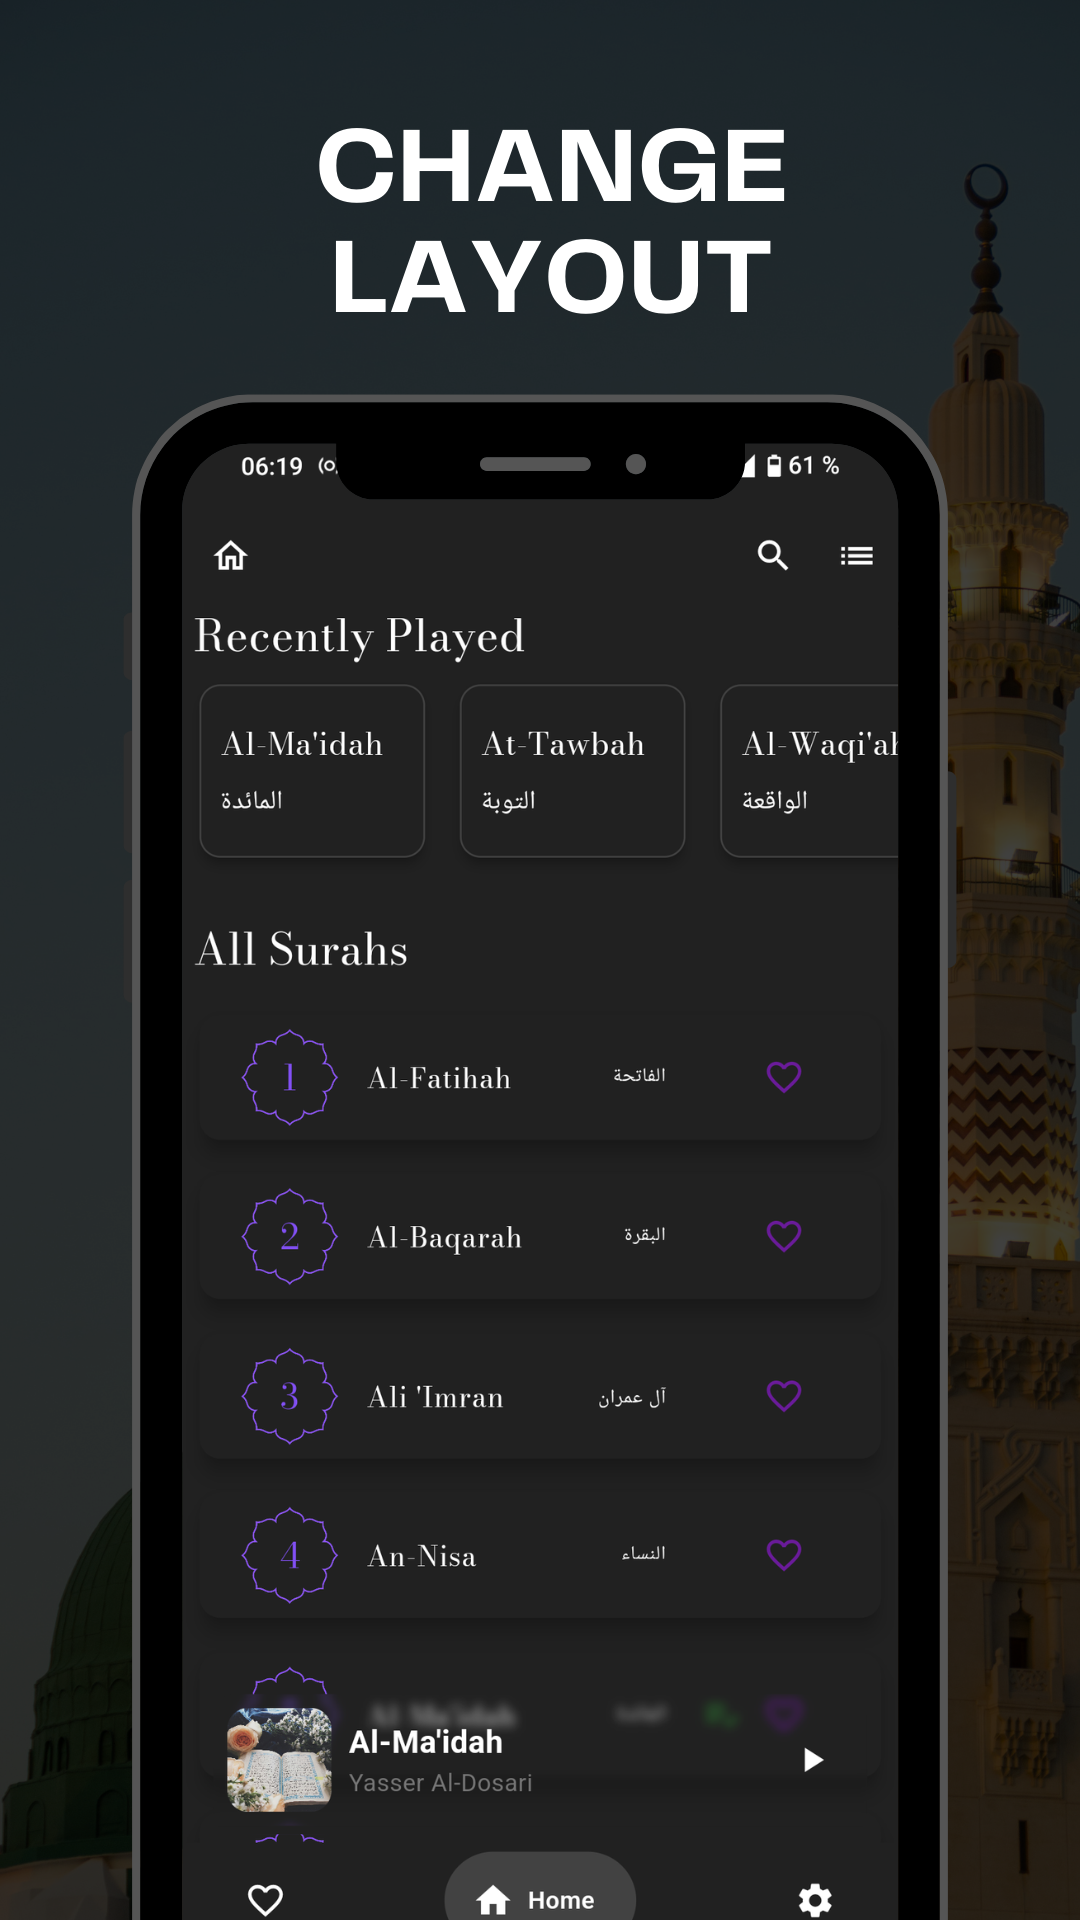 CHANGE
LAYOUT
06:19
61 %
Recently Played
Al-Ma'idah
المائدة
At-Tawbah
التوبة
Al-Waqi'ah
الواقعة
All Surahs
1
Al-Fatihah
الفاتحة
2
Al-Baqarah
البقرة
3
Ali 'Imran
آل عمران
4
An-Nisa
النساء
Al-Ma'idah
Yasser Al-Dosari
Home